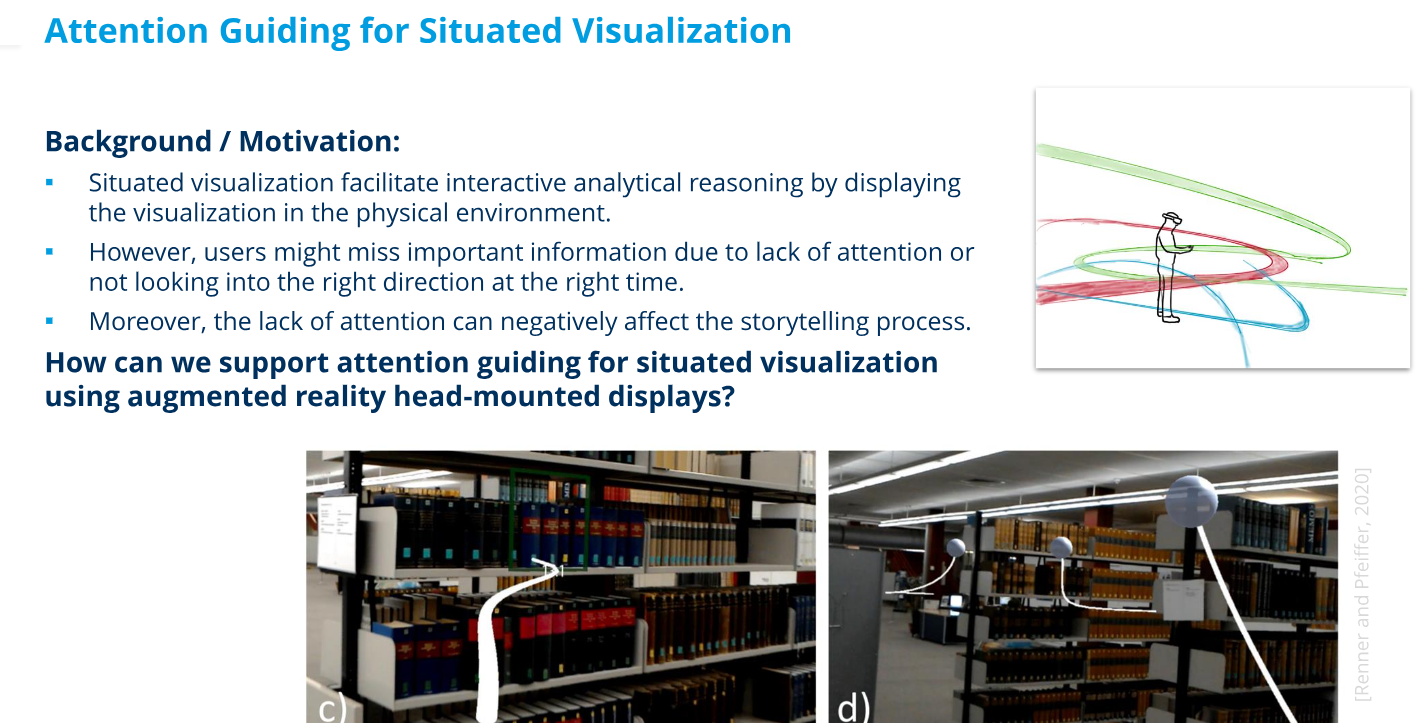 Attention Guiding for Situated Visualization
Background / Motivation:
▪ Situated visualization facilitate interactive analytical reasoning by displaying
the visualization in the physical environment.
▪ However, users might miss important information due to lack of attention or
not looking into the right direction at the right time.
▪ Moreover, the lack of attention can negatively affect the storytelling process.
How can we support attention guiding for situated visualization
using augmented reality head-mounted displays?
c)
d)
[Renner and Pfeiffer, 2020]